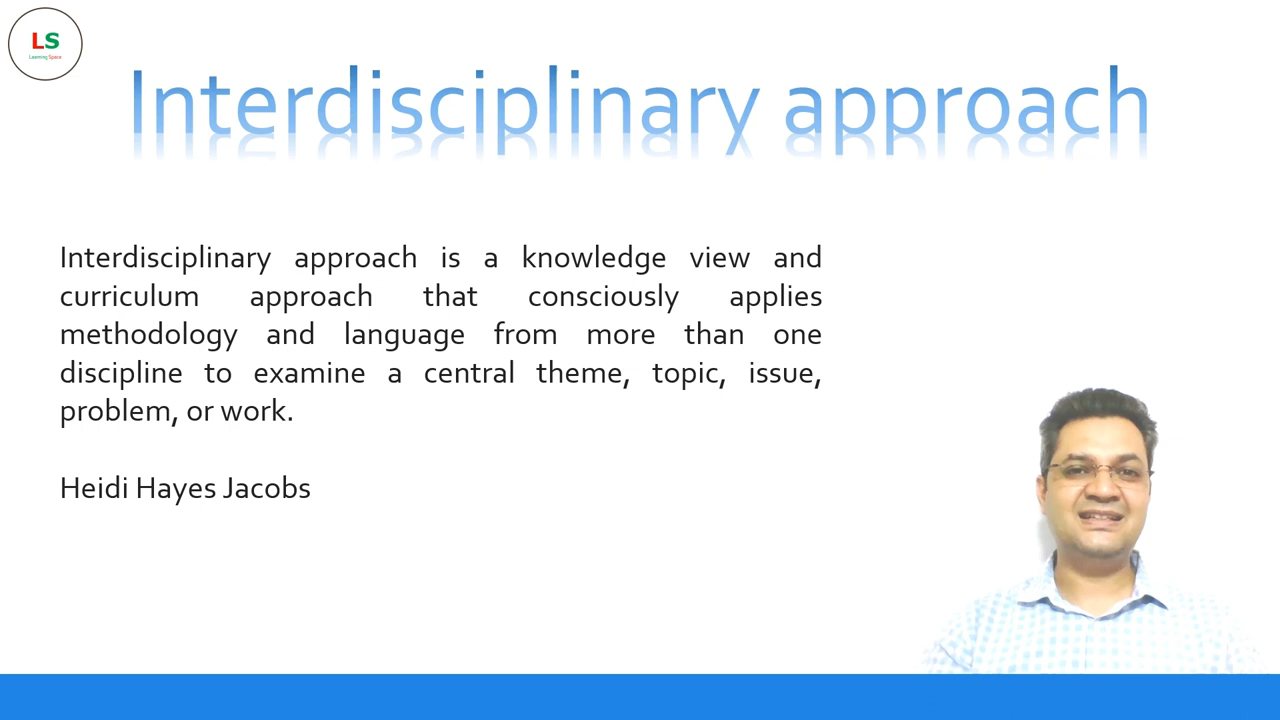 LS
Learning Space
Interdisciplinary approach
Interdisciplinary approach is a knowledge view and
curriculum approach that consciously applies
methodology and language from more than one
discipline to examine a central theme, topic, issue,
problem, or work.
Heidi Hayes Jacobs